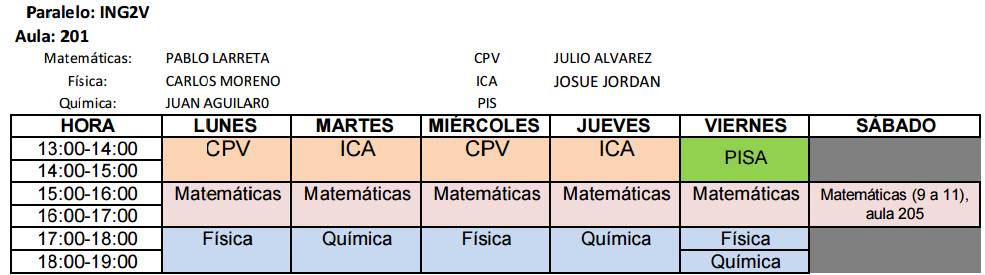 Paralelo: ING2V
Aula: 201
Matemáticas: PABLO LARRETA CPV JULIO ALVAREZ
Física: CARLOS MORENO ICA JOSUE JORDAN
Química: JUAN AGUILAR0 PIS
HORA LUNES MARTES MIÉRCOLES JUEVES VIERNES SÁBADO
13:00-14:00 CPV ICA CPV ICA PISA
14:00-15:00
15:00-16:00 Matemáticas Matemáticas Matemáticas Matemáticas Matemáticas Matemáticas (9 a 11),
16:00-17:00 aula 205
17:00-18:00 Física Química Física Química Física
18:00-19:00 Química